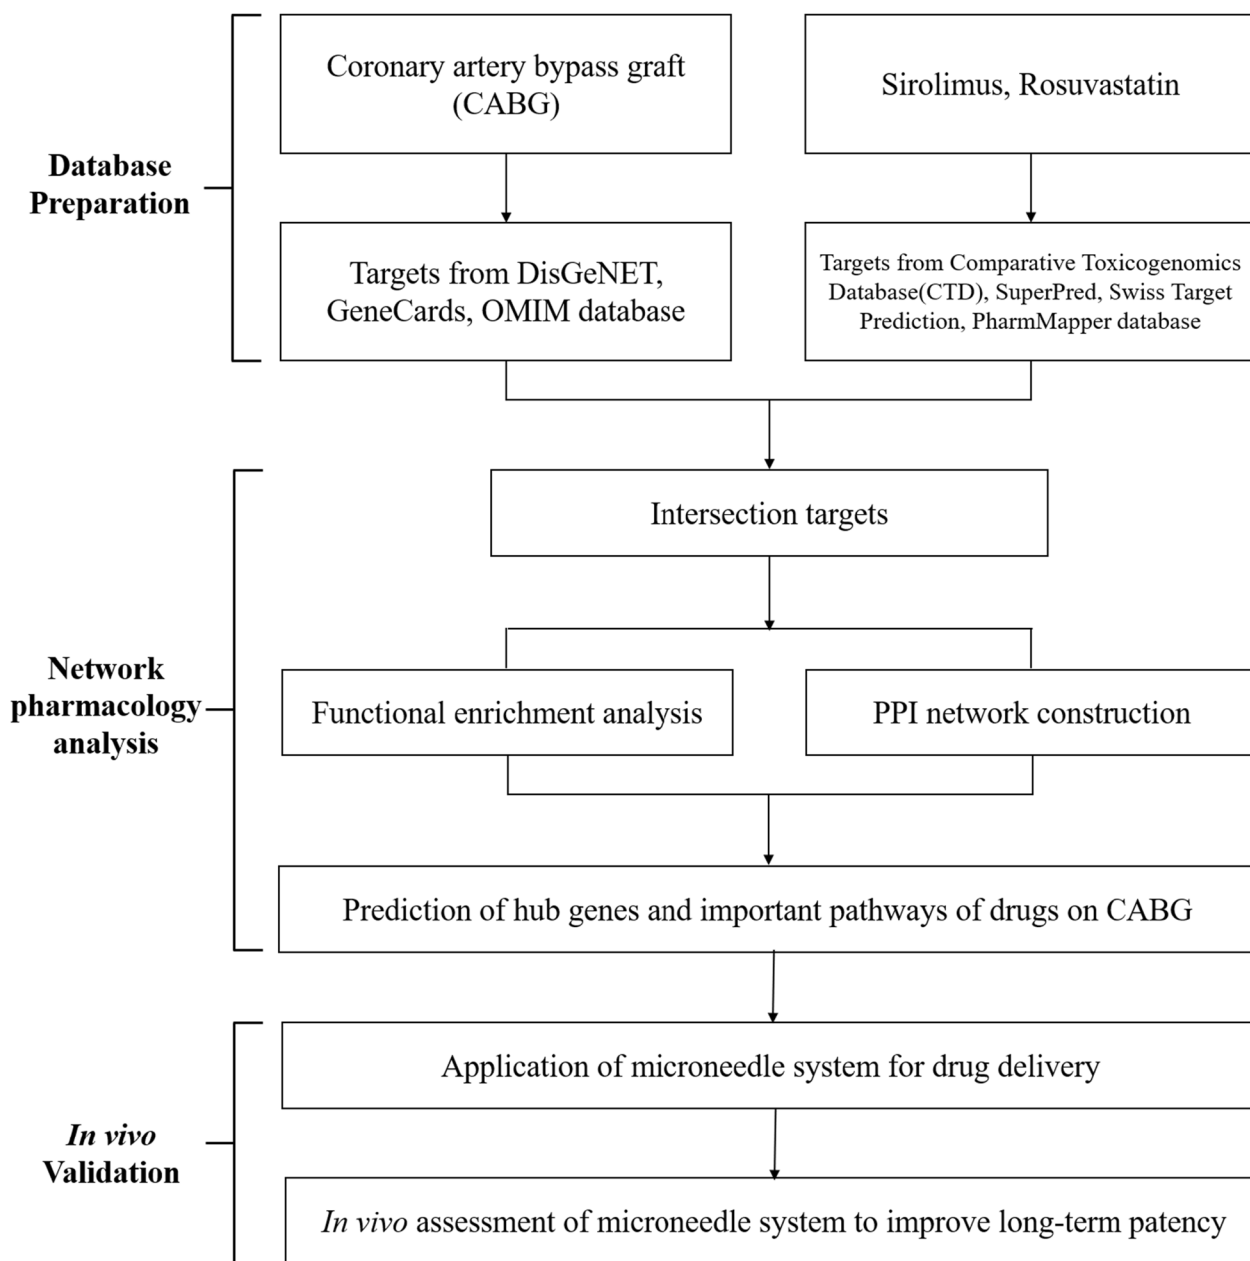 Coronary artery bypass graft
(CABG)
Sirolimus, Rosuvastatin
Database
Preparation
Targets from DisGeNET,
GeneCards, OMIM database
Targets from Comparative Toxicogenomics
Database(CTD), SuperPred, Swiss Target
Prediction, PharmMapper database
Intersection targets
Network
pharmacology
analysis
Functional enrichment analysis
PPI network construction
Prediction of hub genes and important pathways of drugs on CABG
Application of microneedle system for drug delivery
In vivo
Validation
In vivo assessment of microneedle system to improve long-term patency